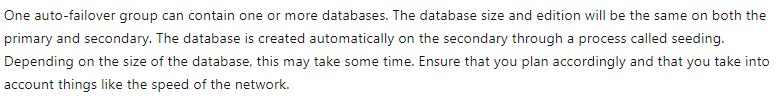 One auto-failover group can contain one or more databases. The database size and edition will be the same on both the
primary and secondary. The database is created automatically on the secondary through a process called seeding.
Depending on the size of the database, this may take some time. Ensure that you plan accordingly and that you take into
account things like the speed of the network.